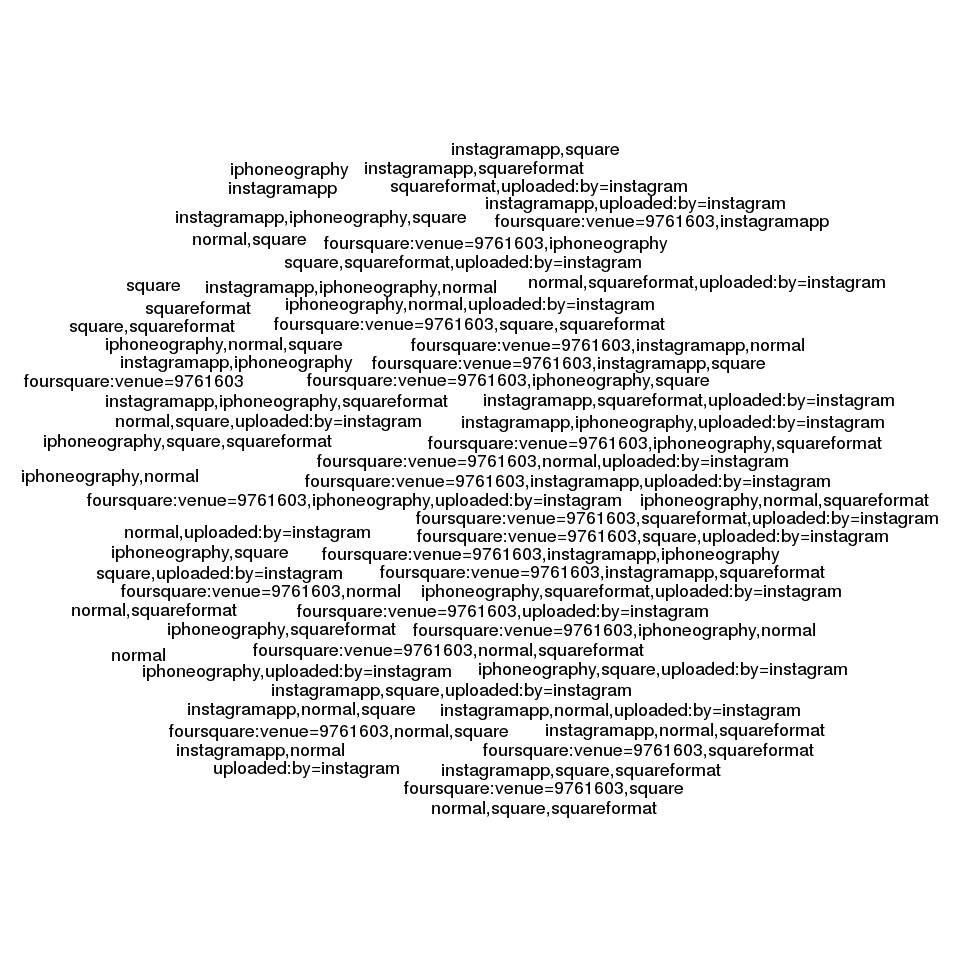 instagramapp,square
iphoneography instagramapp,squareformat
instagramapp squareformat,uploaded:by=instagram
instagramapp,uploaded:by=instagram
instagramapp,iphoneography,square foursquare:venue=9761603,instagramapp
normal,square foursquare:venue=9761603,iphoneography
square,squareformat,uploaded:by=instagram
square instagramapp,iphoneography,normal normal,squareformat,uploaded:by=instagram
squareformat iphoneography,normal,uploaded:by=instagram
square,squareformat foursquare:venue=9761603,square,squareformat
iphoneography,normal,square foursquare:venue=9761603,instagramapp,normal
instagramapp,iphoneography foursquare:venue=9761603,instagramapp,square
foursquare:venue=9761603 foursquare:venue=9761603,iphoneography,square
instagramapp,iphoneography,squareformat instagramapp,squareformat,uploaded:by=instagram
normal,square,uploaded:by=instagram instagramapp,iphoneography,uploaded:by=instagram
iphoneography,square,squareformat foursquare:venue=9761603,iphoneography,squareformat
foursquare:venue=9761603,normal,uploaded:by=instagram
iphoneography,normal foursquare:venue=9761603,instagramapp,uploaded:by=instagram
foursquare:venue=9761603,iphoneography,uploaded:by=instagram iphoneography,normal,squareformat
foursquare:venue=9761603,squareformat,uploaded:by=instagram
normal,uploaded:by=instagram foursquare:venue=9761603,square,uploaded:by=instagram
iphoneography,square foursquare:venue=9761603,instagramapp,iphoneography
square,uploaded:by=instagram foursquare:venue=9761603,instagramapp,squareformat
foursquare:venue=9761603,normal iphoneography,squareformat,uploaded:by=instagram
normal,squareformat foursquare:venue=9761603,uploaded:by=instagram
iphoneography,squareformat foursquare:venue=9761603,iphoneography,normal
normal foursquare:venue=9761603,normal,squareformat
iphoneography,uploaded:by=instagram iphoneography,square,uploaded:by=instagram
instagramapp,square,uploaded:by=instagram
instagramapp,normal,square instagramapp,normal,uploaded:by=instagram
foursquare:venue=9761603,normal,square instagramapp,normal,squareformat
instagramapp,normal foursquare:venue=9761603,squareformat
uploaded:by=instagram instagramapp,square,squareformat
foursquare:venue=9761603,square
normal,square,squareformat